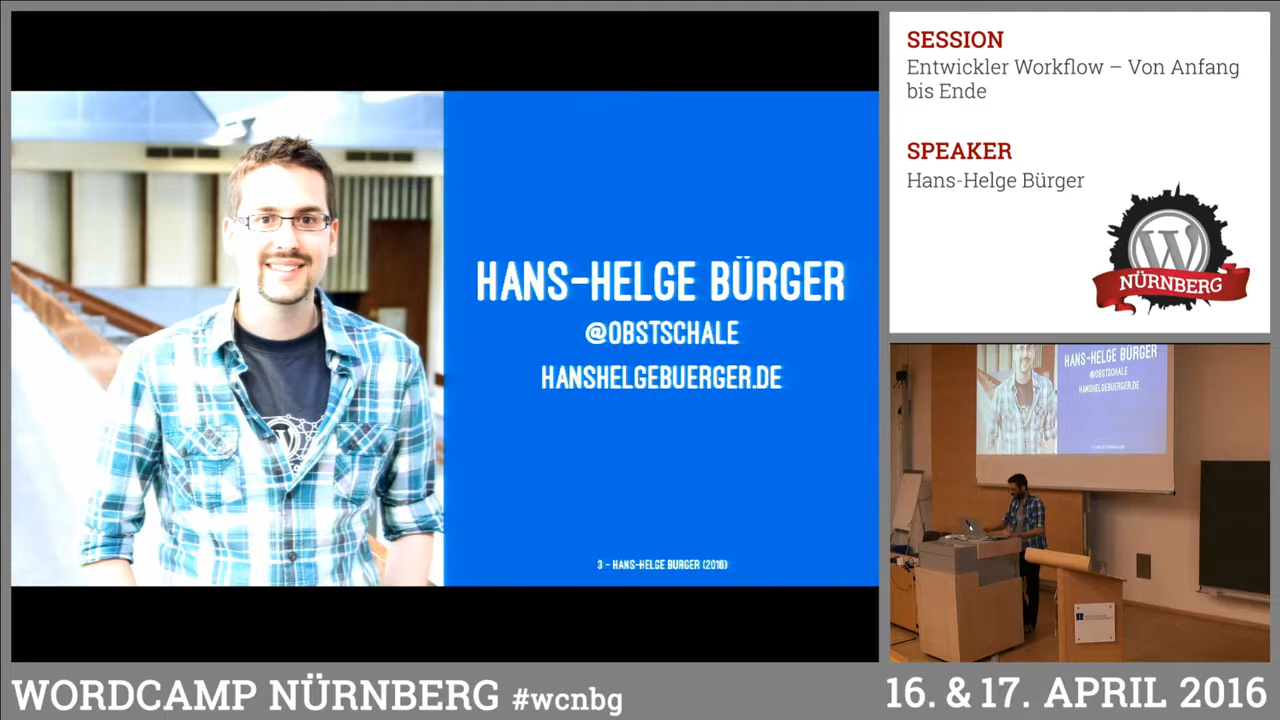 HANS-HELGE BÜRGER
@OBSTSCHALE
HANSHELGEBUERGER.DE
3 - HANS-HELGE BÜRGER (2016)
SESSION
Entwickler Workflow – Von Anfang
bis Ende
SPEAKER
Hans-Helge Bürger
W
NÜRNBERG
HANS-HELGE BÜRGER
@OBSTSCHALE
HANSHELGEBUERGER.DE
WORDCAMP NÜRNBERG #wcnbg
16. & 17. APRIL 2016